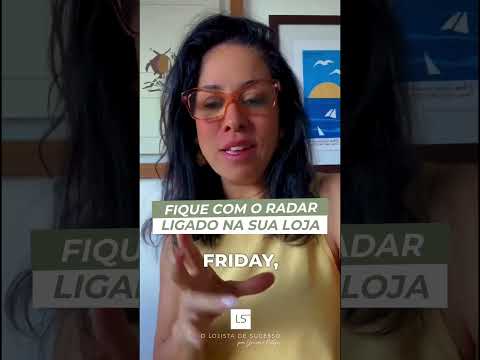 FIQUE COM O RADAR
LIGADO NA SUA LOJA
FRIDAY,
LS
O LOJISTA DE SUCESSO